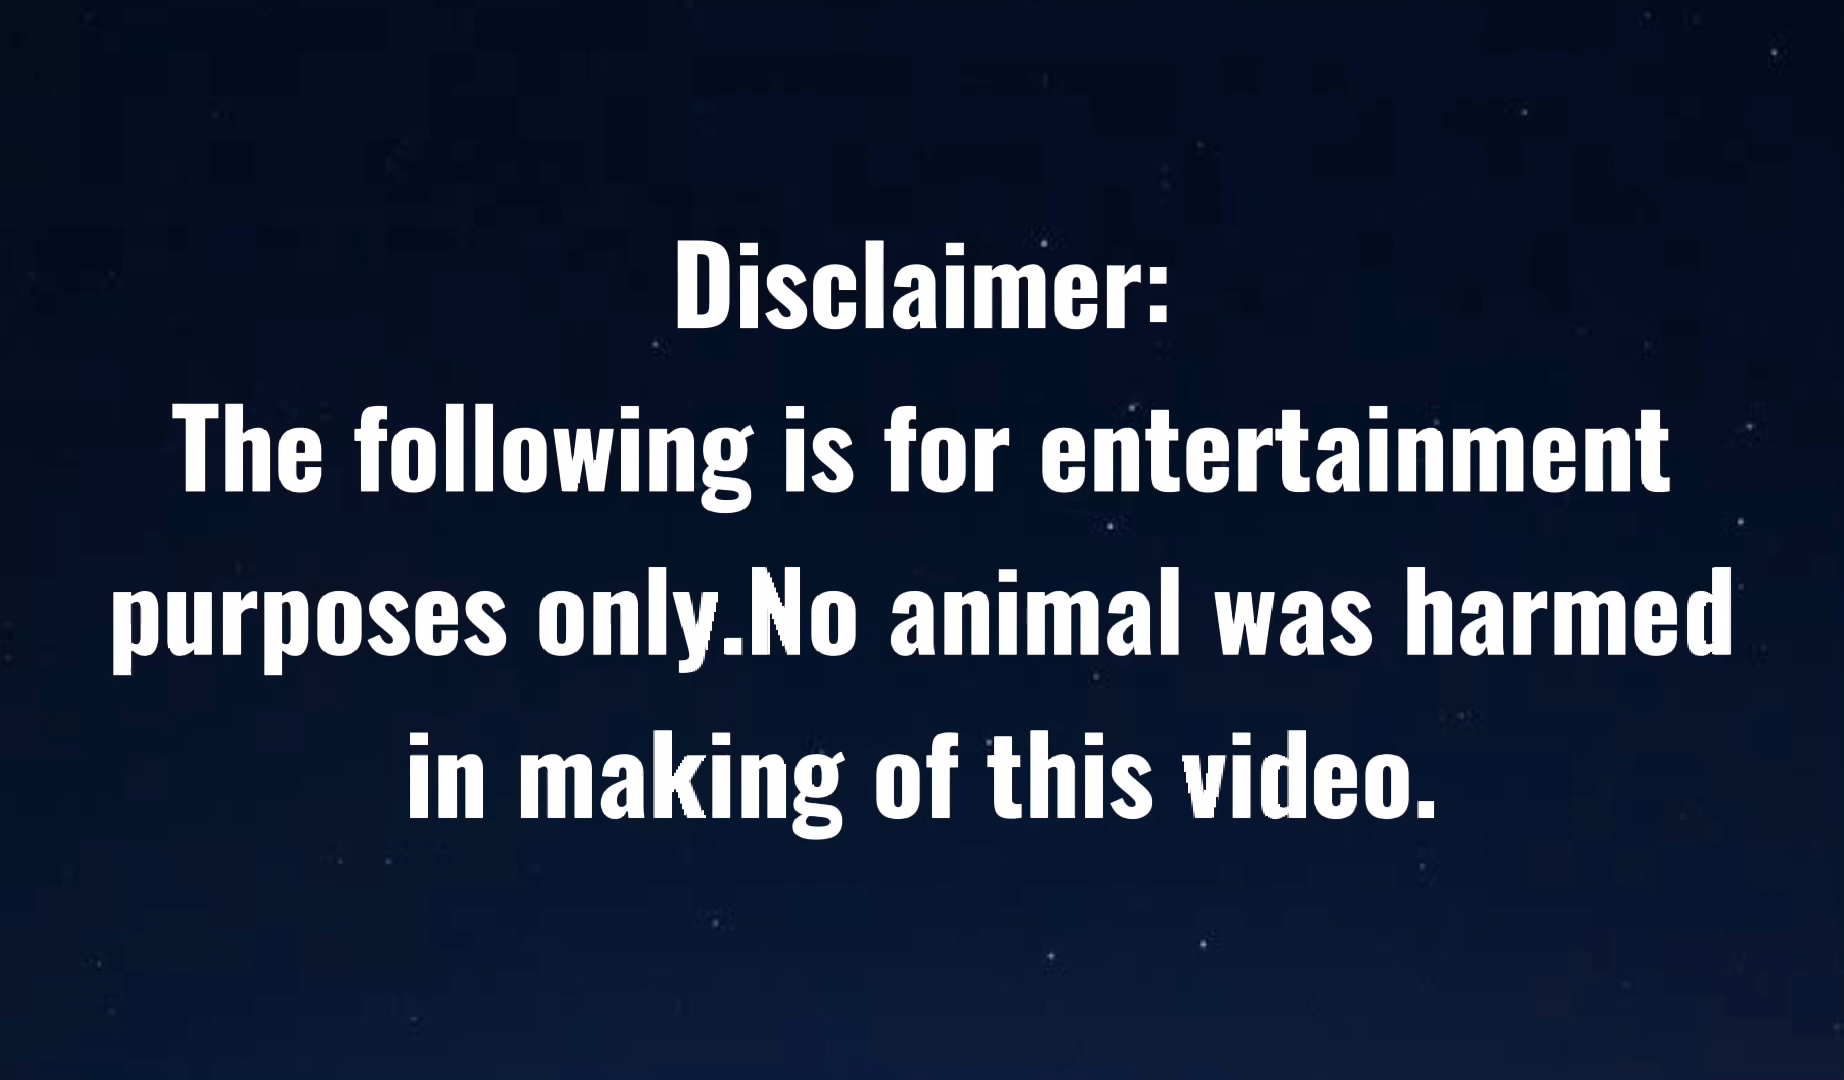 Disclaimer:
The following is for entertainment
purposes only.No animal was harmed
in making of this video.